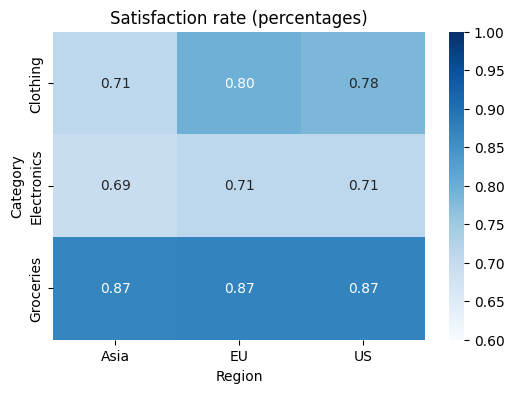 Satisfaction rate (percentages)
Category
Clothing
0.71 0.80 0.78
Electronics
0.69 0.71 0.71
Groceries
0.87 0.87 0.87
Asia EU US
Region
1.00
0.95
0.90
0.85
0.80
0.75
0.70
0.65
0.60